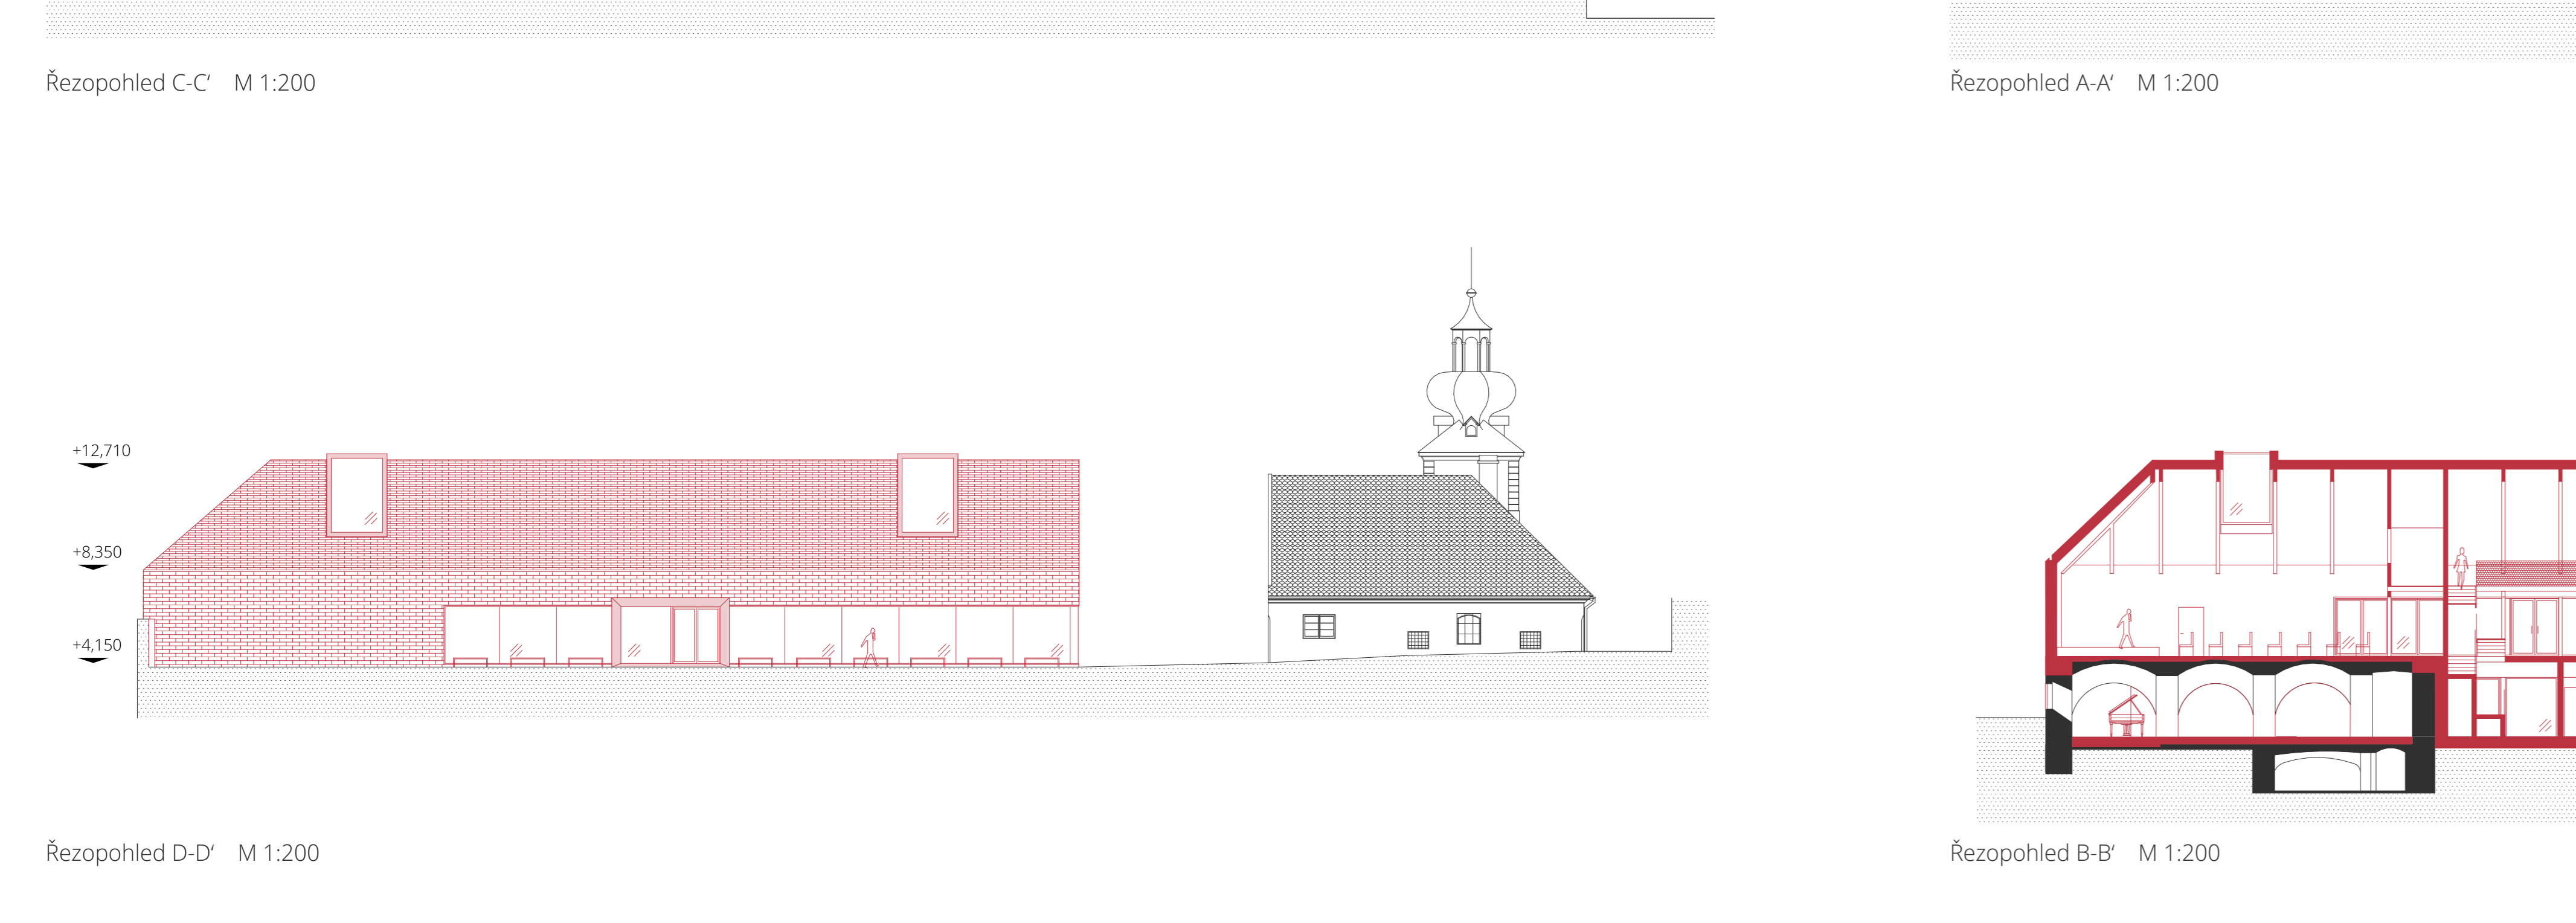 Řezopohled C-C‘ M 1:200
Řezopohled A-A‘ M 1:200
+12,710
+8,350
+4,150
Řezopohled D-D‘ M 1:200
Řezopohled B-B‘ M 1:200